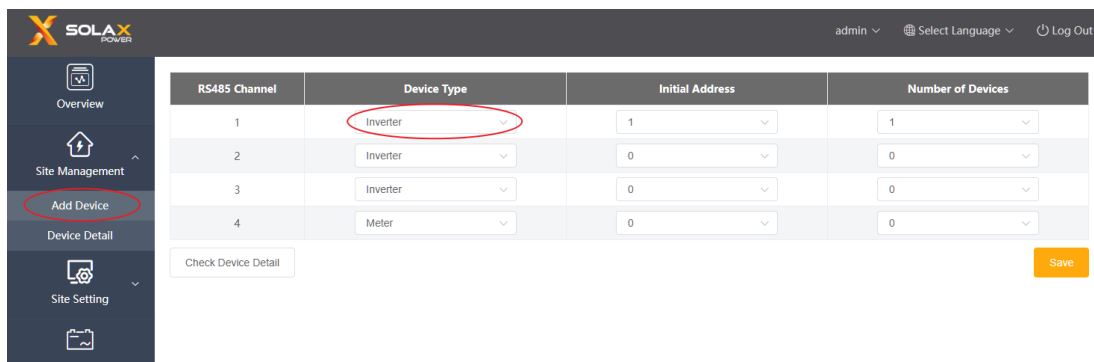 SOLAX POWER
admin Select Language Log Out
Overview
Site Management
Add Device
Device Detail
Site Setting
RS485 Channel Device Type Initial Address Number of Devices
1 Inverter 1 1
2 Inverter 0 0
3 Inverter 0 0
4 Meter 0 0
Check Device Detail Save